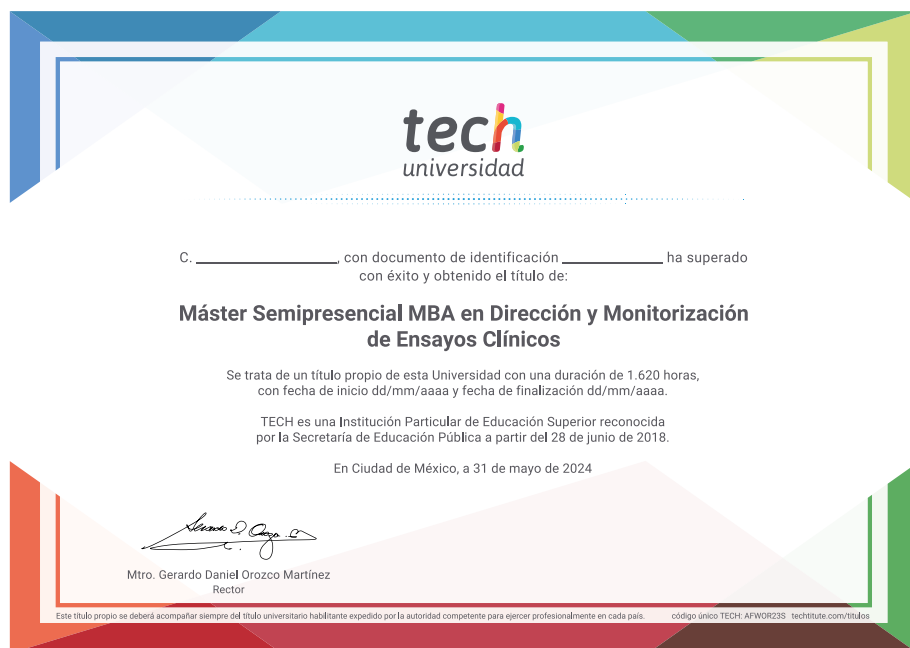 tech
universidad
C. ____________________, con documento de identificación ______________ ha superado
con éxito y obtenido el título de:
Máster Semipresencial MBA en Dirección y Monitorización
de Ensayos Clínicos
Se trata de un título propio de esta Universidad con una duración de 1.620 horas,
con fecha de inicio dd/mm/aaaa y fecha de finalización dd/mm/aaaa.
TECH es una Institución Particular de Educación Superior reconocida
por la Secretaría de Educación Pública a partir del 28 de junio de 2018.
En Ciudad de México, a 31 de mayo de 2024
Mtro. Gerardo Daniel Orozco Martínez
Rector
Este título propio se deberá acompañar siempre del título universitario habilitante expedido por la autoridad competente para ejercer profesionalmente en cada país. código único TECH: AFWOR23S techtitute.com/titulos